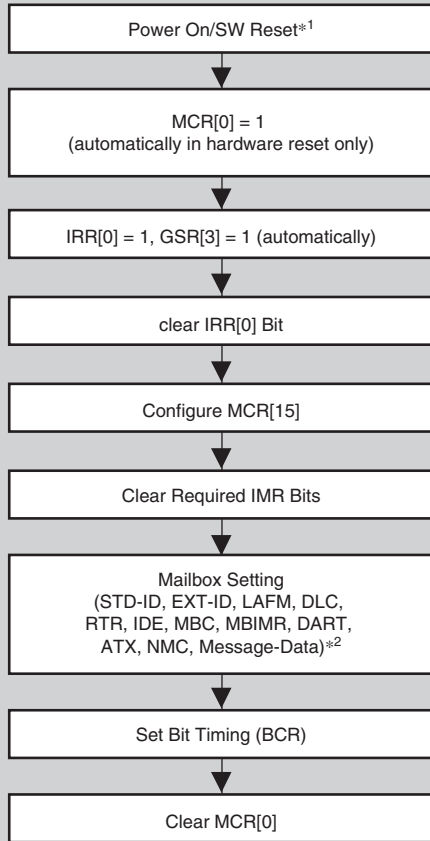 Power On/SW Reset*1
MCR[0] = 1
(automatically in hardware reset only)
IRR[0] = 1, GSR[3] = 1 (automatically)
clear IRR[0] Bit
Configure MCR[15]
Clear Required IMR Bits
Mailbox Setting
(STD-ID, EXT-ID, LAFM, DLC,
RTR, IDE, MBC, MBIMR, DART,
ATX, NMC, Message-Data)*2
Set Bit Timing (BCR)
Clear MCR[0]